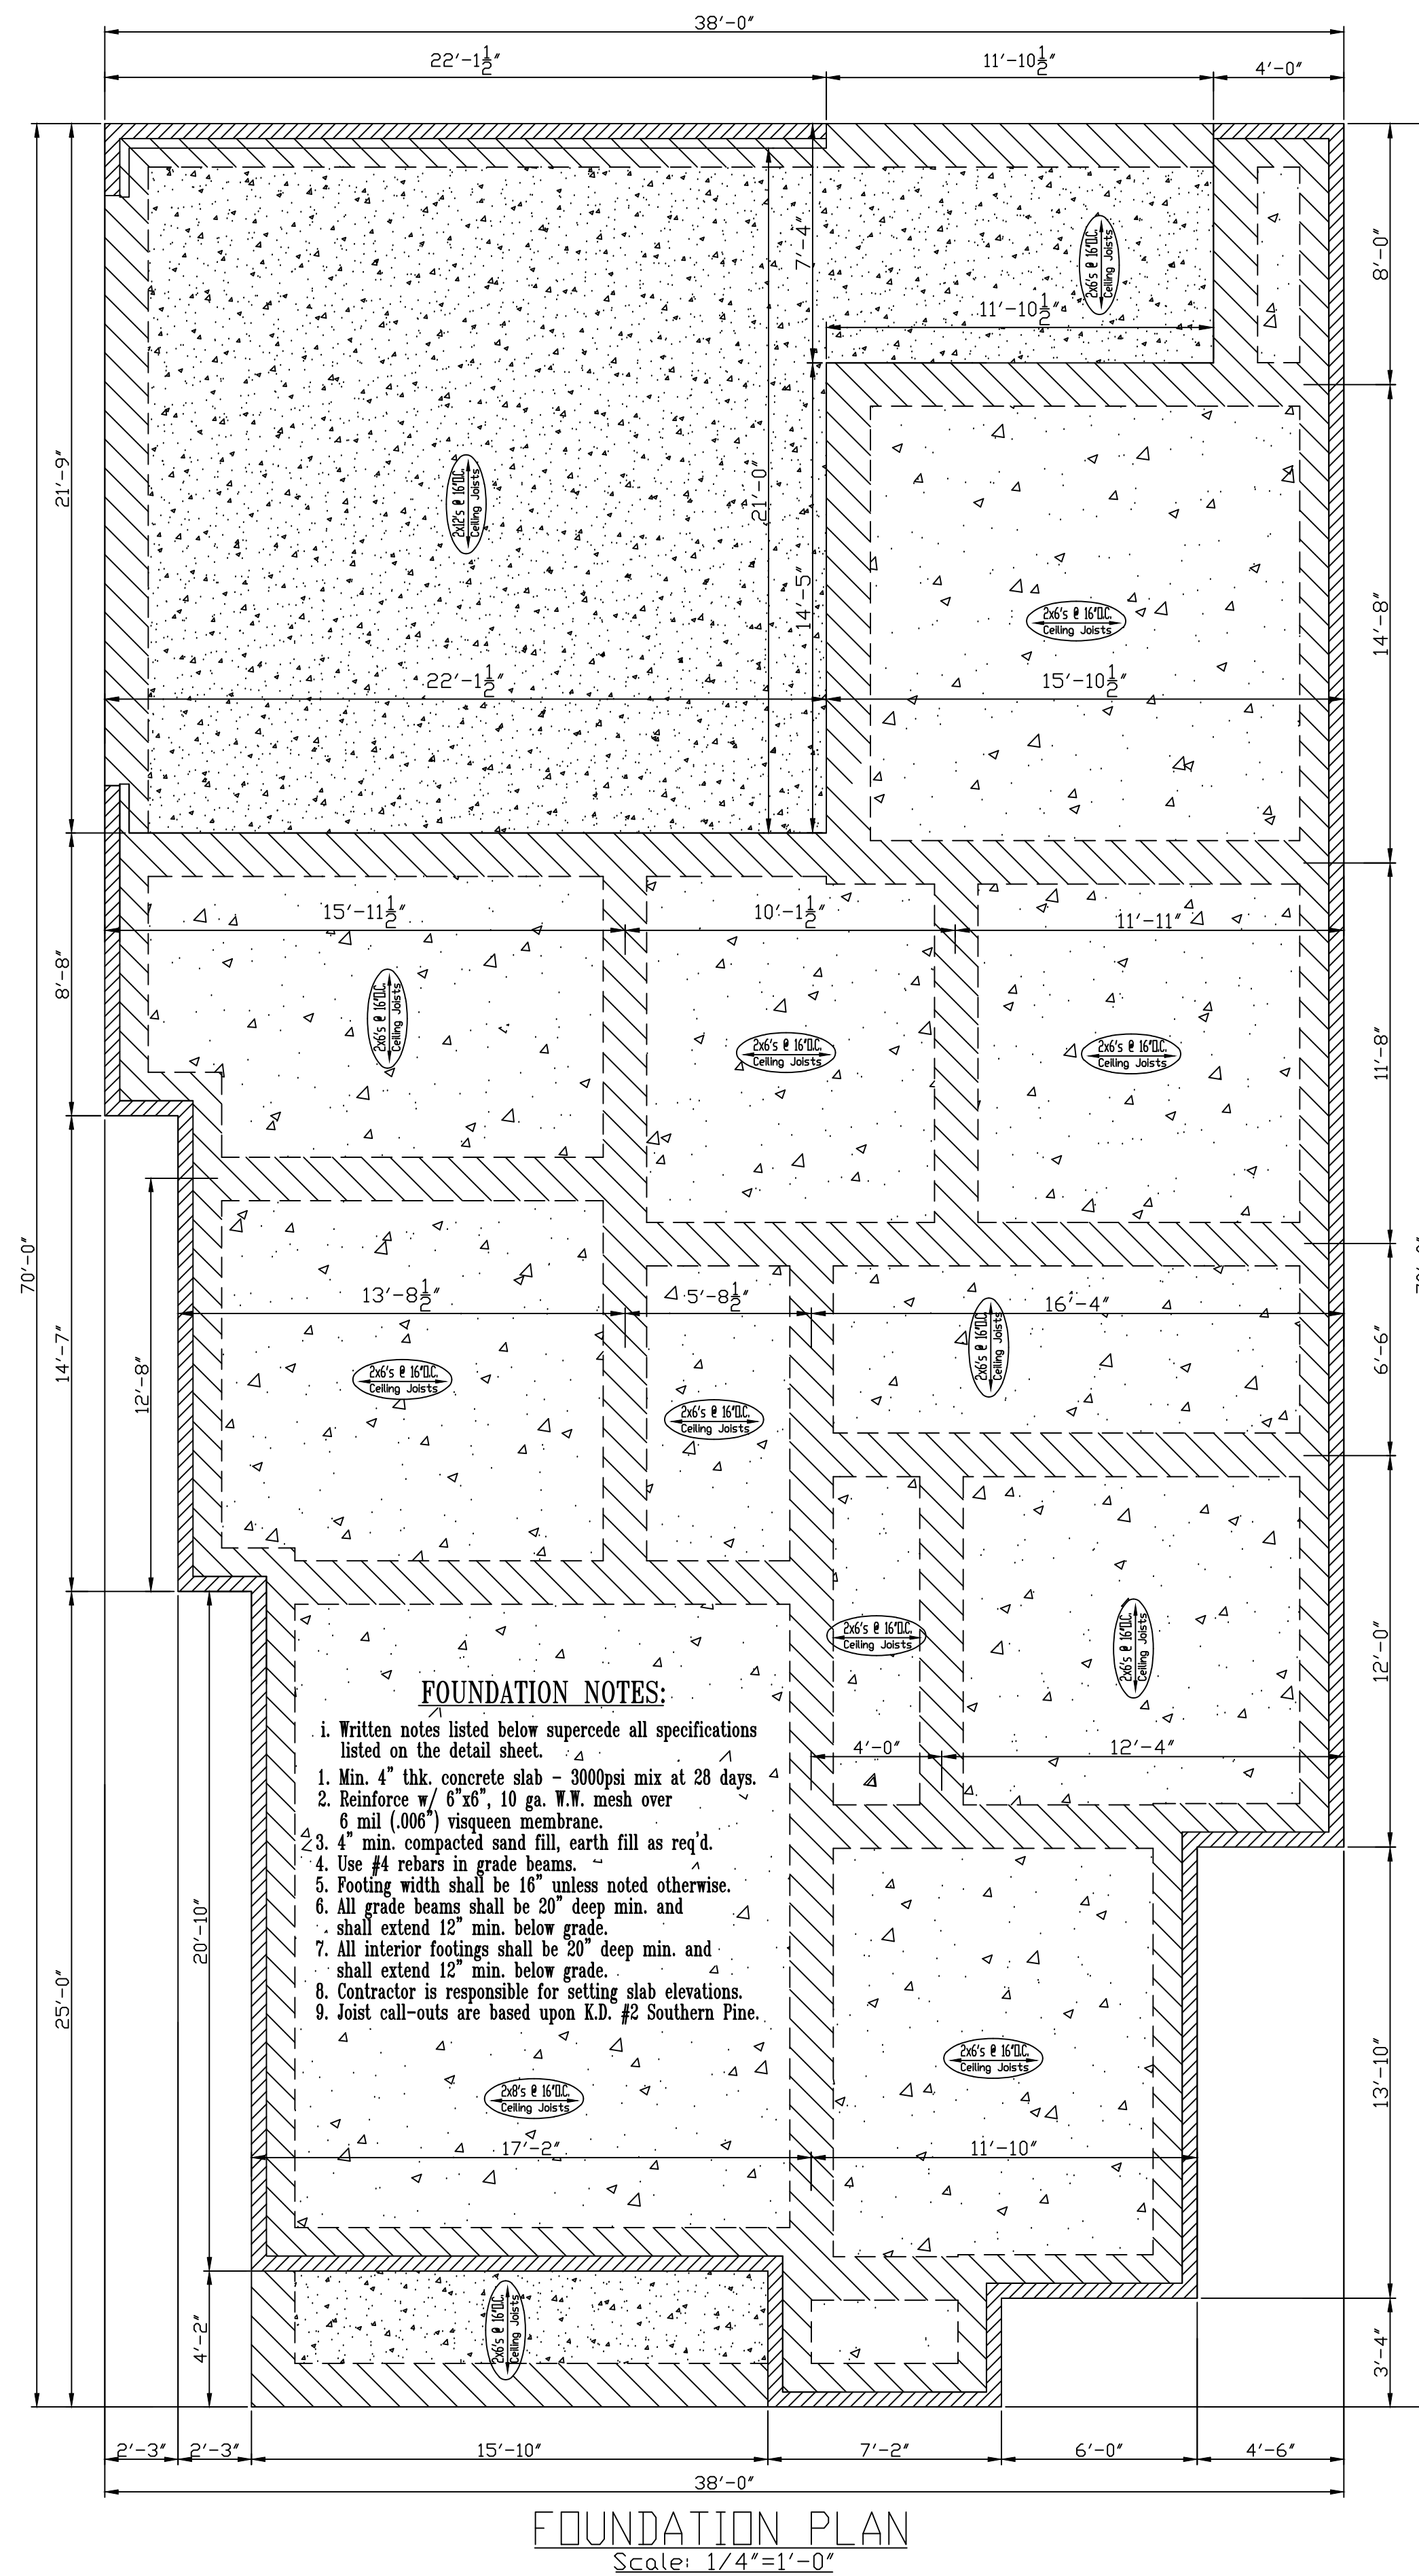 38'-0"
22'-1½" 11'-10½" 4'-0"
7'-4"
8'-0"
2x6's @ 16"O.C.
Ceiling Joists
11'-10½"
21'-9"
2x12's @ 16"O.C.
Ceiling Joists
21'-0"
14'-5"
2x6's @ 16"O.C.
Ceiling Joists
14'-8"
22'-1½" 15'-10½"
15'-11½" 10'-1½" 11'-11"
8'-8"
2x6's @ 16"O.C.
Ceiling Joists
2x6's @ 16"O.C.
Ceiling Joists
2x6's @ 16"O.C.
Ceiling Joists
11'-8"
70'-0"
13'-8½" 5'-8½" 16'-4"
14'-7"
12'-8"
2x6's @ 16"O.C.
Ceiling Joists
2x6's @ 16"O.C.
Ceiling Joists
2x6's @ 16"O.C.
Ceiling Joists
6'-6"
2x6's @ 16"O.C.
Ceiling Joists
2x6's @ 16"O.C.
Ceiling Joists
12'-0"
4'-0" 12'-4"
FOUNDATION NOTES:
i. Written notes listed below supercede all specifications
listed on the detail sheet.
1. Min. 4" thk. concrete slab - 3000psi mix at 28 days.
2. Reinforce w/ 6"x6", 10 ga. W.W. mesh over
6 mil (.006") visqueen membrane.
3. 4" min. compacted sand fill, earth fill as req'd.
4. Use #4 rebars in grade beams.
5. Footing width shall be 16" unless noted otherwise.
6. All grade beams shall be 20" deep min. and
shall extend 12" min. below grade.
7. All interior footings shall be 20" deep min. and
shall extend 12" min. below grade.
8. Contractor is responsible for setting slab elevations.
9. Joist call-outs are based upon K.D. #2 Southern Pine.
20'-10"
25'-0"
2x6's @ 16"O.C.
Ceiling Joists
2x8's @ 16"O.C.
Ceiling Joists
13'-10"
17'-2" 11'-10"
4'-2"
2x6's @ 16"O.C.
Ceiling Joists
3'-4"
2'-3" 2'-3" 15'-10" 7'-2" 6'-0" 4'-6"
38'-0"
FOUNDATION PLAN
Scale: 1/4"=1'-0"